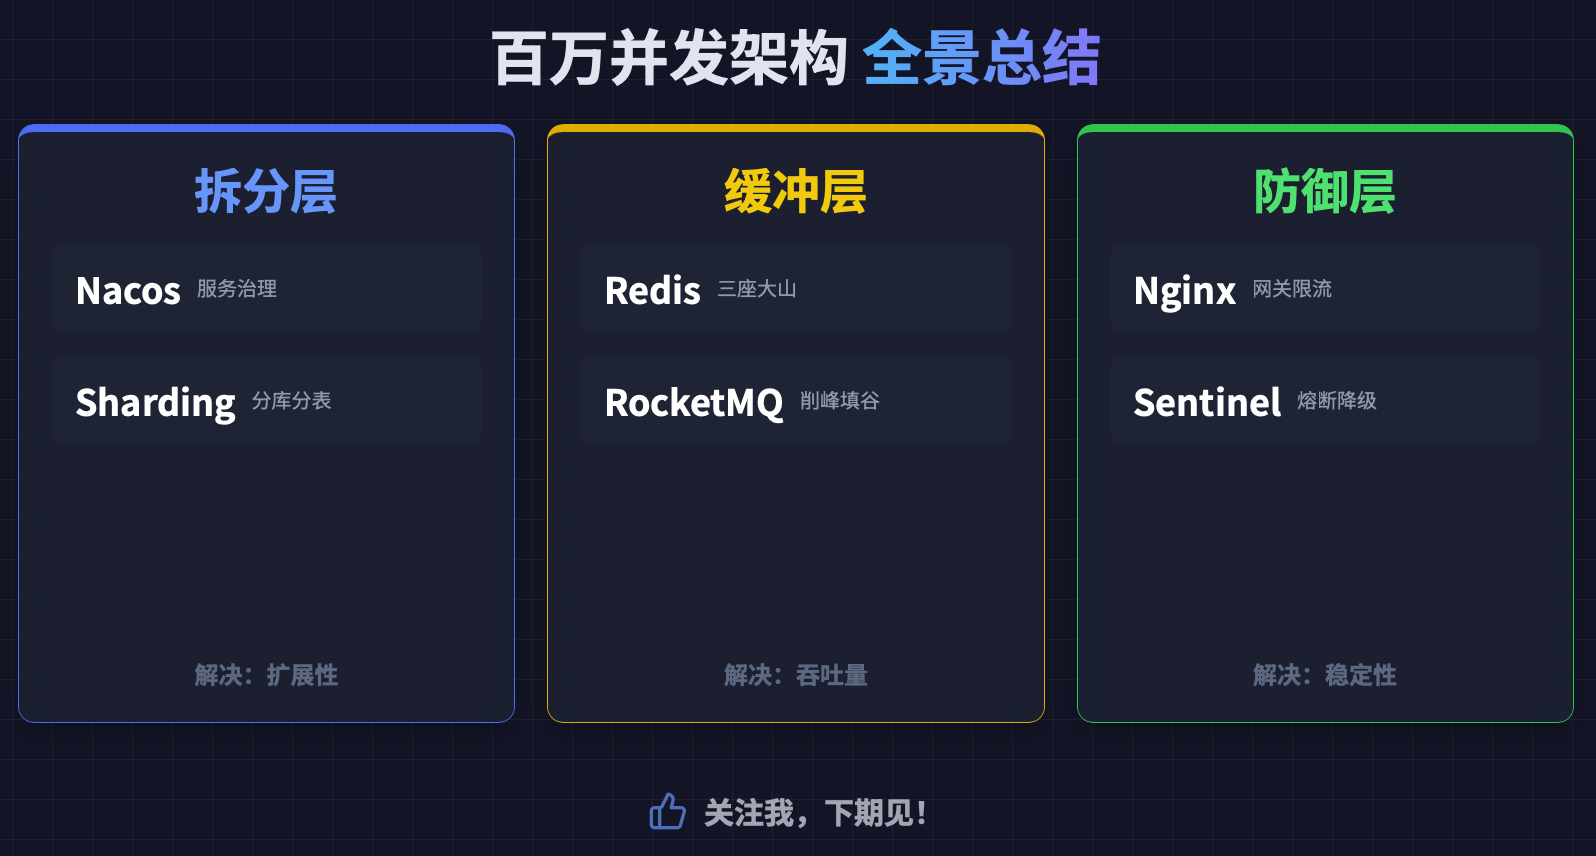 百万并发架构 全景总结
拆分层
Nacos 服务治理
Sharding 分库分表
解决：扩展性
缓冲层
Redis 三座大山
RocketMQ 削峰填谷
解决：吞吐量
防御层
Nginx 网关限流
Sentinel 熔断降级
解决：稳定性
关注我，下期见！